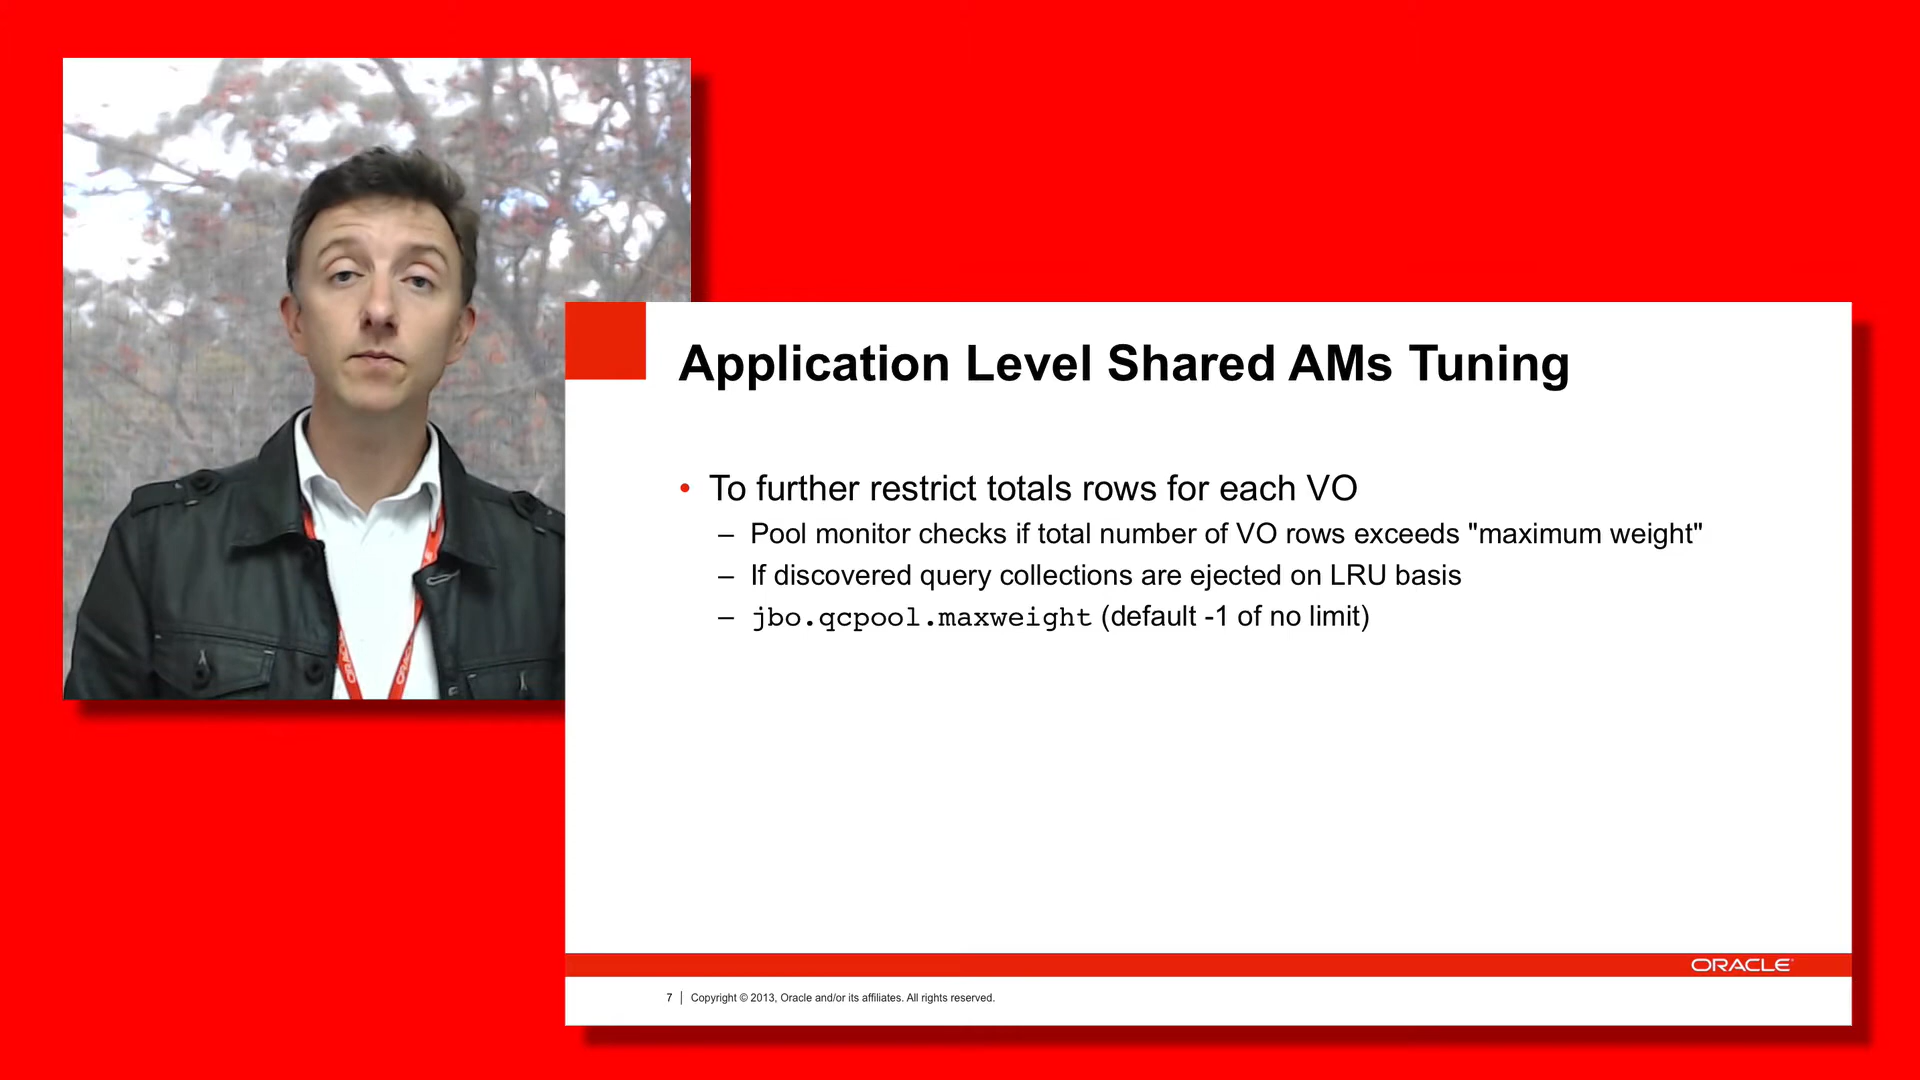 Application Level Shared AMs Tuning
• To further restrict totals rows for each VO
– Pool monitor checks if total number of VO rows exceeds "maximum weight"
– If discovered query collections are ejected on LRU basis
– jbo.qcpool.maxweight (default -1 of no limit)
ORACLE
7 | Copyright © 2013, Oracle and/or its affiliates. All rights reserved.
ORACLE
ORACLE